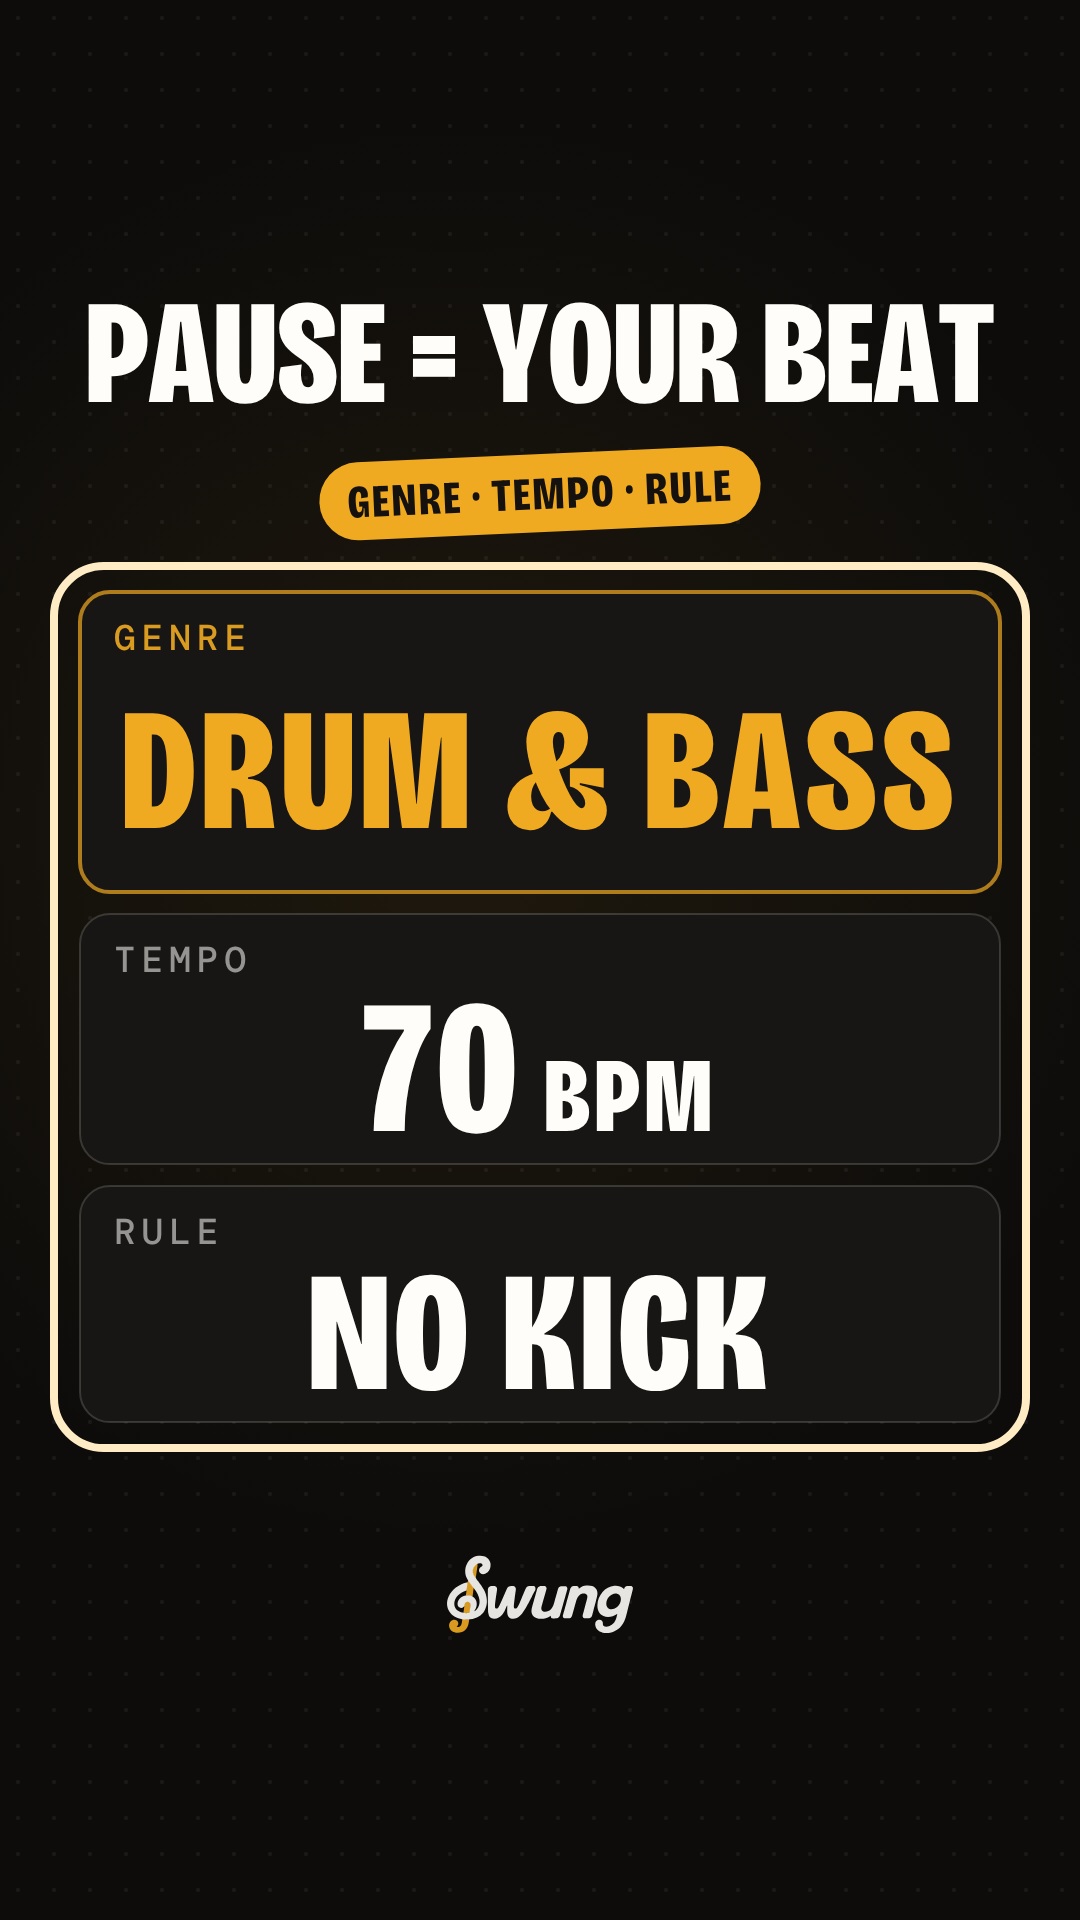 PAUSE = YOUR BEAT
GENRE · TEMPO · RULE
GENRE
DRUM & BASS
TEMPO
70 BPM
RULE
NO KICK
Swung